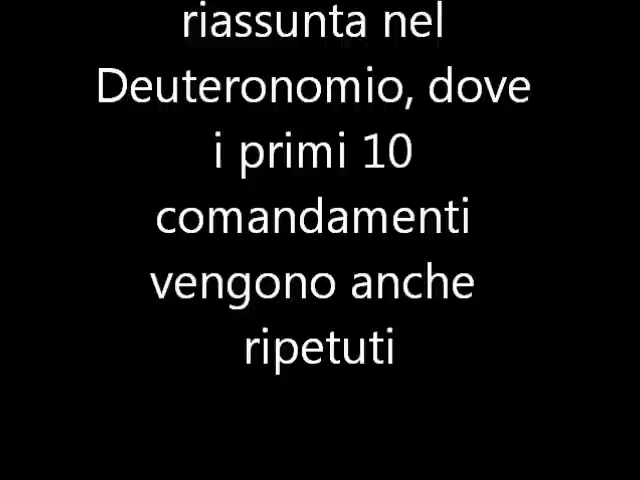 riassunta nel
Deuteronomio, dove
i primi 10
comandamenti
vengono anche
ripetuti